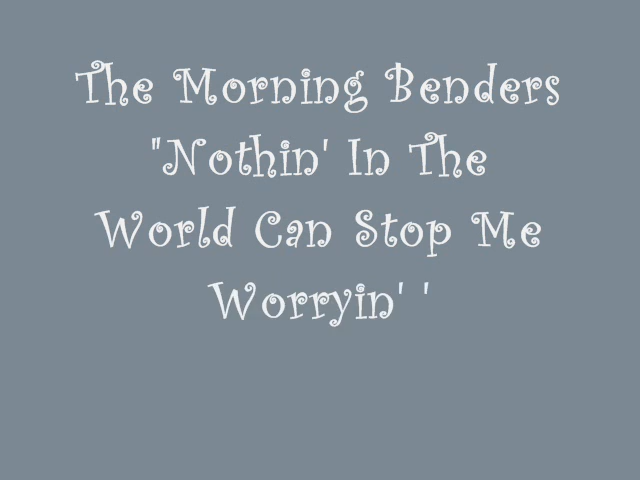 The Morning Benders
"Nothin' In The
World Can Stop Me
Worryin' '